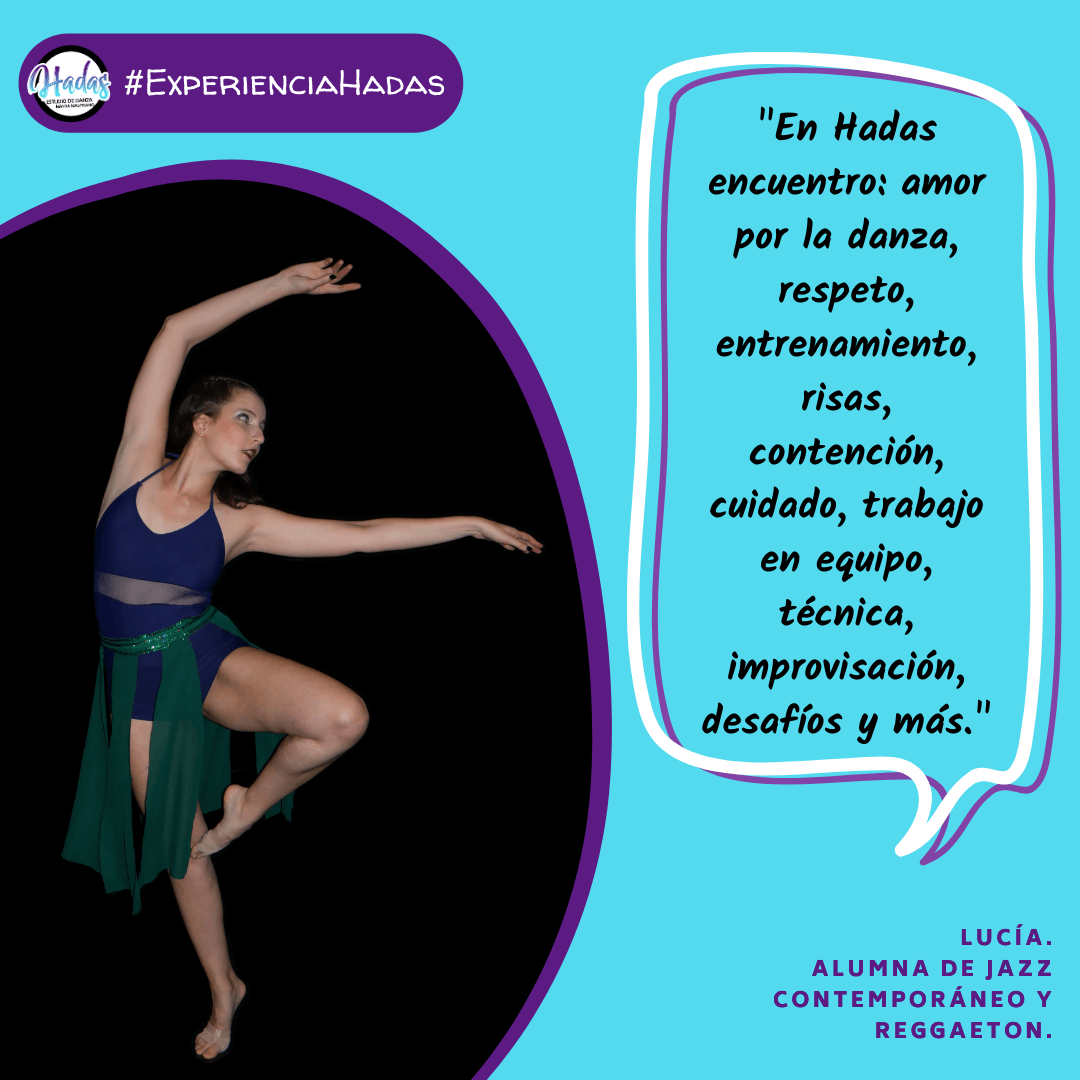 Hadas
ESTUDIO DE DANZA
#ExperienciaHadas
"En Hadas
encuentro: amor
por la danza,
respeto,
entrenamiento,
risas,
contención,
cuidado, trabajo
en equipo,
técnica,
improvisación,
desafíos y más."
LUCÍA.
ALUMNA DE JAZZ
CONTEMPORÁNEO Y
REGGAETON.